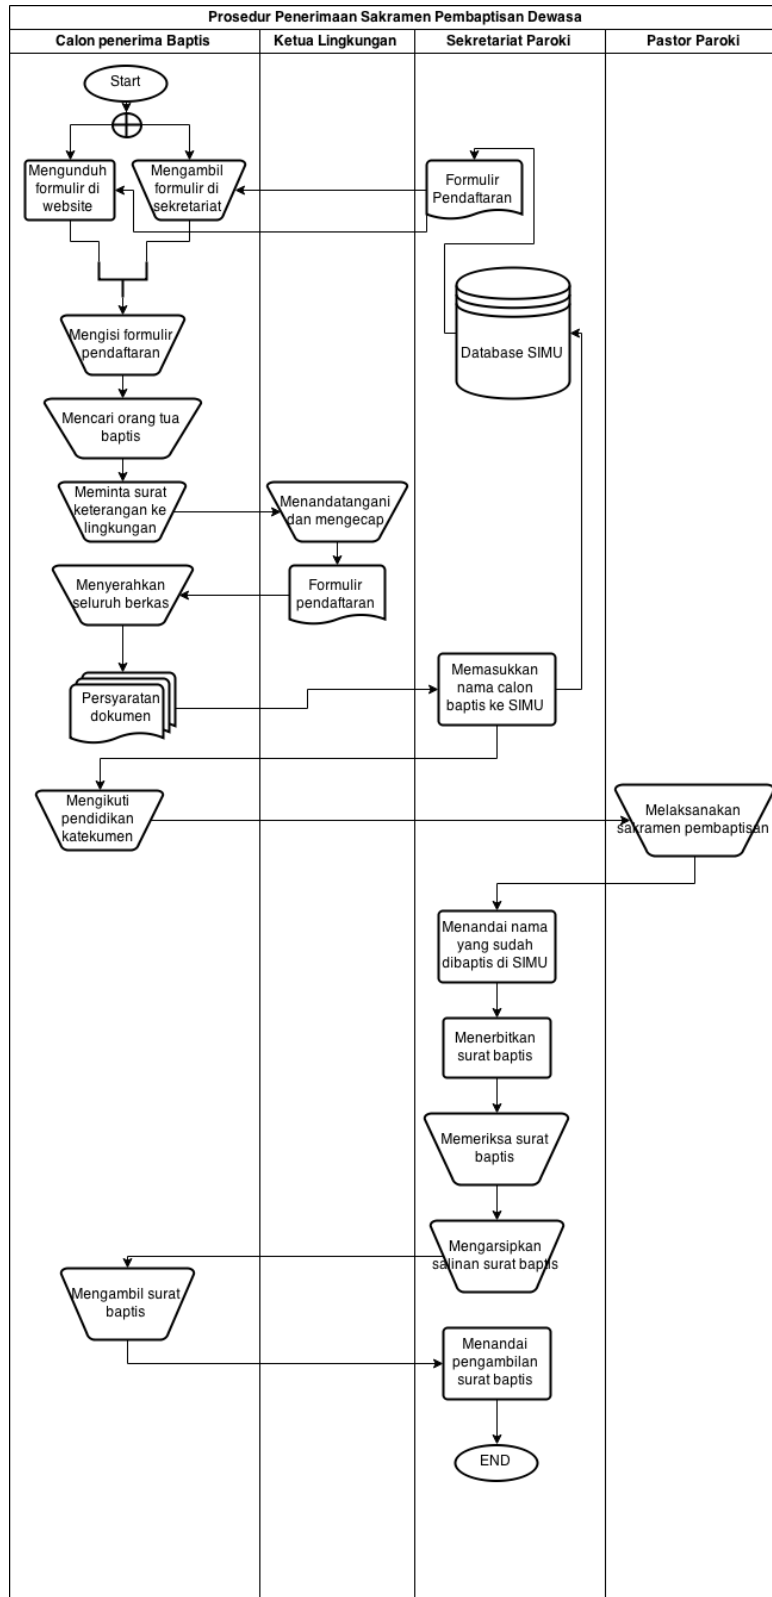 Prosedur Penerimaan Sakramen Pembaptisan Dewasa
Calon penerima Baptis
Ketua Lingkungan
Sekretariat Paroki
Pastor Paroki
Start
Mengunduh
formulir di
website
Mengambil
formulir di
sekretariat
Formulir
Pendaftaran
Database SIMU
Mengisi formulir
pendaftaran
Mencari orang tua
baptis
Meminta surat
keterangan ke
lingkungan
Menandatangani
dan mengecap
Formulir
pendaftaran
Menyerahkan
seluruh berkas
Persyaratan
dokumen
Memasukkan
nama calon
baptis ke SIMU
Mengikuti
pendidikan
katekumen
Melaksanakan
sakramen pembaptisan
Menandai nama
yang sudah
dibaptis di SIMU
Menerbitkan
surat baptis
Memeriksa surat
baptis
Mengarsipkan
salinan surat baptis
Mengambil surat
baptis
Menandai
pengambilan
surat baptis
END